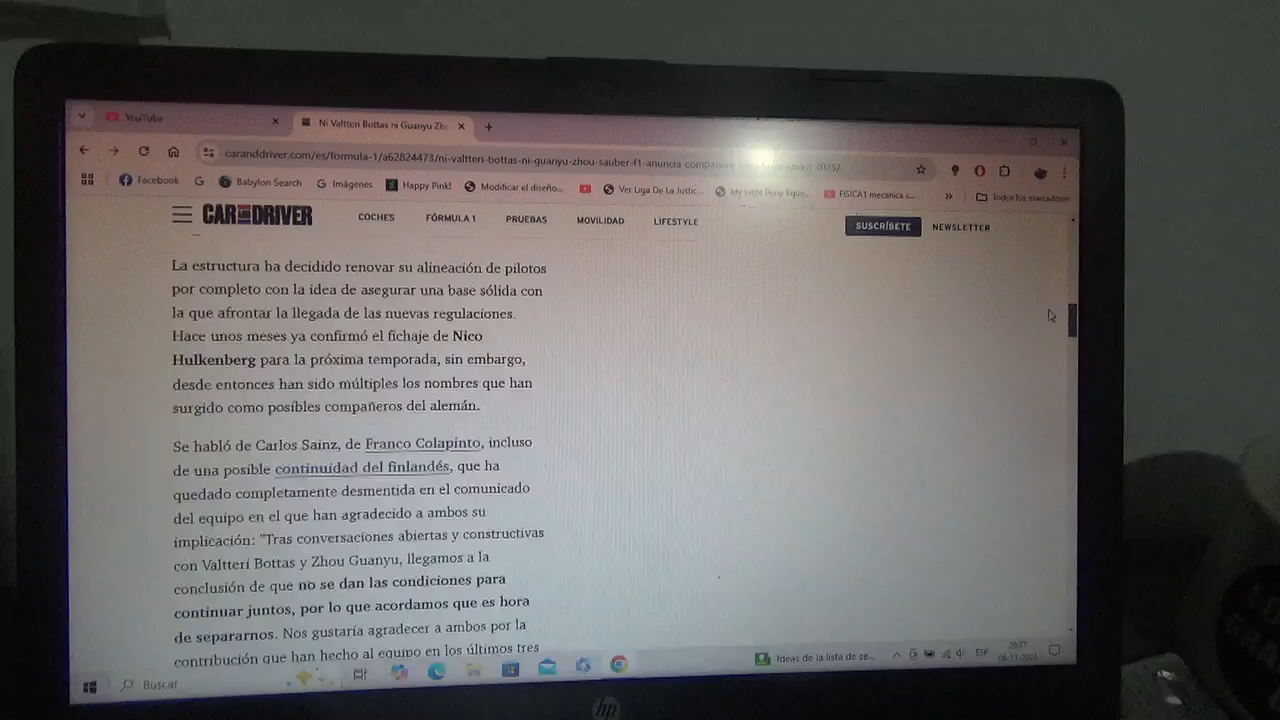 YouTube
Ni Valtteri Bottas ni Guanyu Zh
caranddriver.com/es/formula-1/a62824473/ni-valtteri-bottas-ni-guanyu-zhou-sauber-f1-anuncia-compan
Facebook
G
Babylon Search
G Imágenes
Happy Pink!
Modificar el diseño...
Ver Liga De La Justic...
My Little Pony Eque...
FISICA1 mecanica c...
»
Todos los marcadores
CAR AND DRIVER
COCHES
FÓRMULA 1
PRUEBAS
MOVILIDAD
LIFESTYLE
SUSCRÍBETE
NEWSLETTER
La estructura ha decidido renovar su alineación de pilotos
por completo con la idea de asegurar una base sólida con
la que afrontar la llegada de las nuevas regulaciones.
Hace unos meses ya confirmó el fichaje de Nico
Hulkenberg para la próxima temporada, sin embargo,
desde entonces han sido múltiples los nombres que han
surgido como posibles compañeros del alemán.
Se habló de Carlos Sainz, de Franco Colapinto, incluso
de una posible continuidad del finlandés, que ha
quedado completamente desmentida en el comunicado
del equipo en el que han agradecido a ambos su
implicación: "Tras conversaciones abiertas y constructivas
con Valtteri Bottas y Zhou Guanyu, llegamos a la
conclusión de que no se dan las condiciones para
continuar juntos, por lo que acordamos que es hora
de separarnos. Nos gustaría agradecer a ambos por la
contribución que han hecho al equipo en los últimos tres
Buscar
Ideas de la lista de se...
ESP
hp